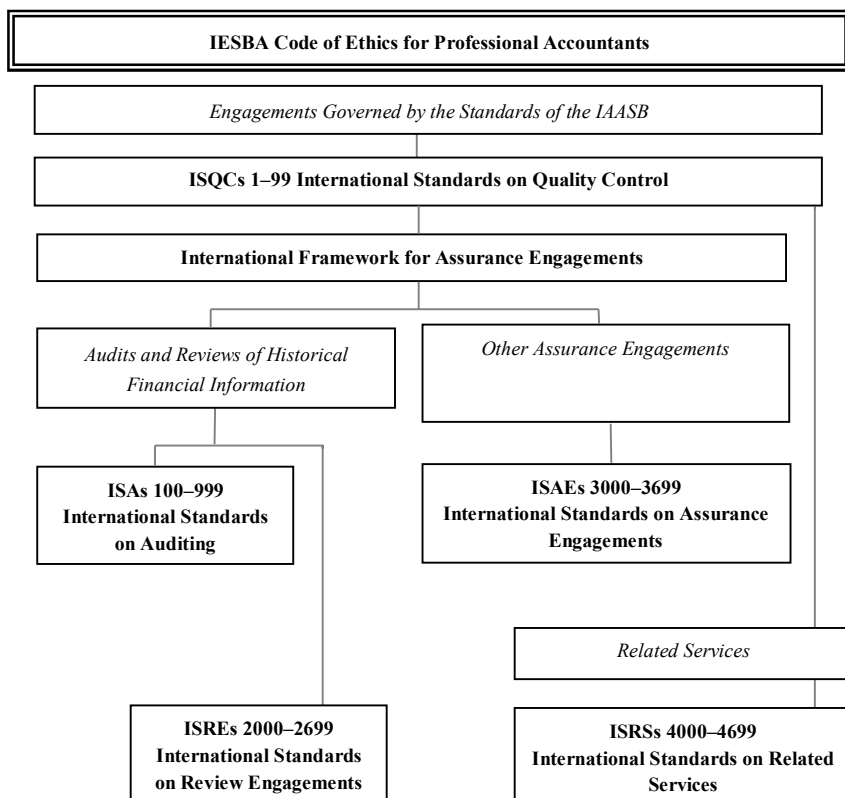 IESBA Code of Ethics for Professional Accountants
Engagements Governed by the Standards of the IAASB
ISQCs 1–99 International Standards on Quality Control
International Framework for Assurance Engagements
Audits and Reviews of Historical
Financial Information
Other Assurance Engagements
ISAs 100–999
International Standards
on Auditing
ISAEs 3000–3699
International Standards on Assurance
Engagements
Related Services
ISREs 2000–2699
International Standards
on Review Engagements
ISRSs 4000–4699
International Standards on Related
Services